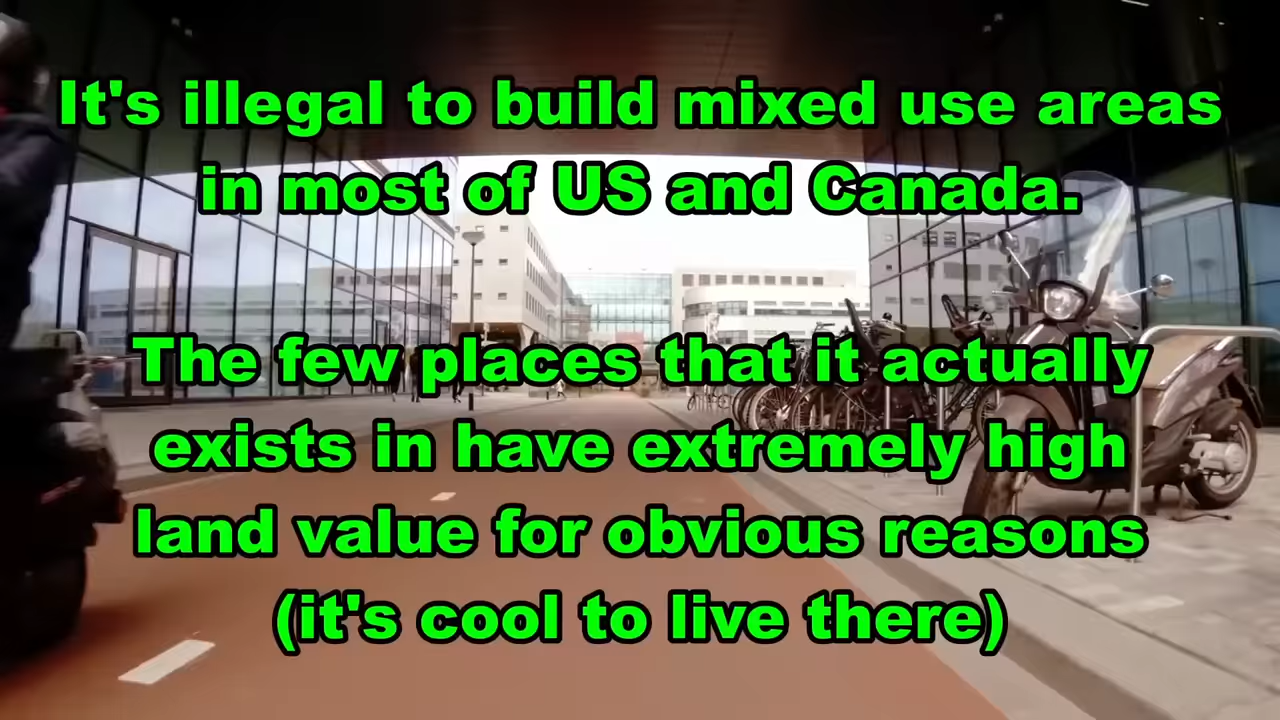 It's illegal to build mixed use areas
in most of US and Canada.
The few places that it actually
exists in have extremely high
land value for obvious reasons
(it's cool to live there)